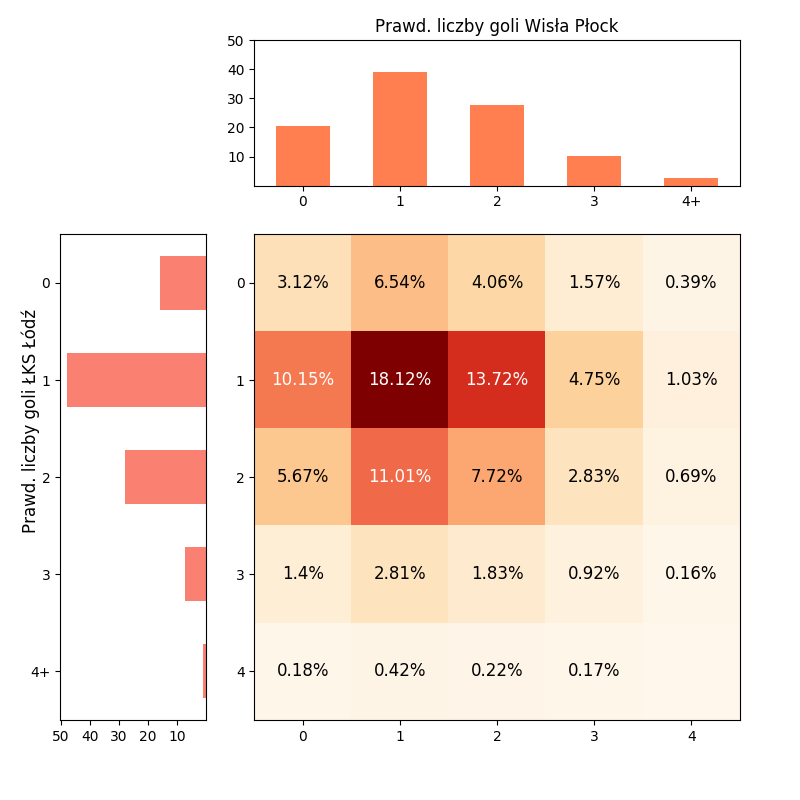 Prawd. liczby goli Wisła Płock
50
40
30
20
10
0 1 2 3 4+
Prawd. liczby goli ŁKS Łódź
0
1
2
3
4+
50 40 30 20 10
0 3.12% 6.54% 4.06% 1.57% 0.39%
1 10.15% 18.12% 13.72% 4.75% 1.03%
2 5.67% 11.01% 7.72% 2.83% 0.69%
3 1.4% 2.81% 1.83% 0.92% 0.16%
4 0.18% 0.42% 0.22% 0.17%
0 1 2 3 4